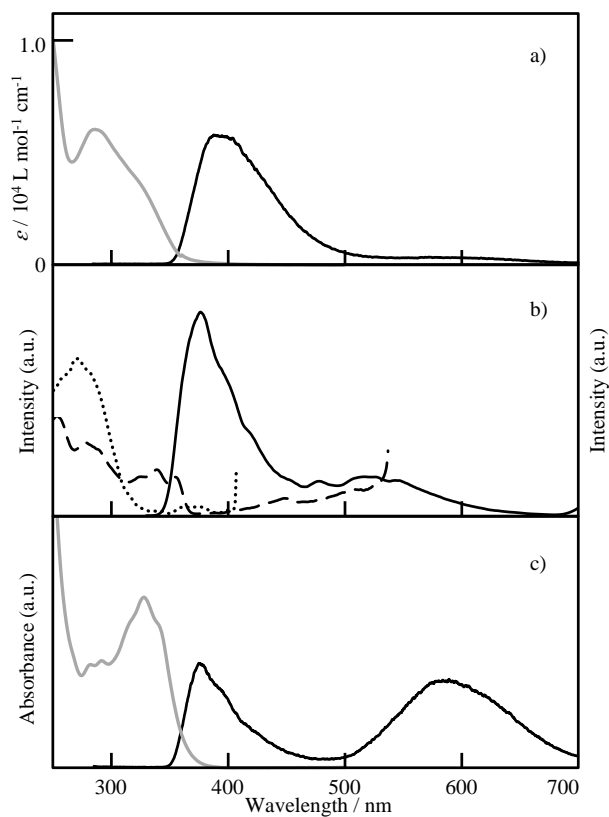 1.0
a)
ε / 10⁴ L mol⁻¹ cm⁻¹
0
b)
Intensity (a.u.)
Intensity (a.u.)
c)
Absorbance (a.u.)
300 400 500 600 700
Wavelength / nm